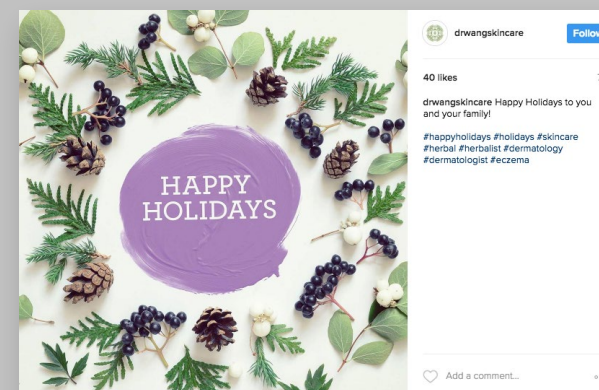 HAPPY
HOLIDAYS
drwangskincare
40 likes
drwangskincare Happy Holidays to you
and your family!
#happyholidays #holidays #skincare
#herbal #herbalist #dermatology
#dermatologist #eczema
Add a comment...